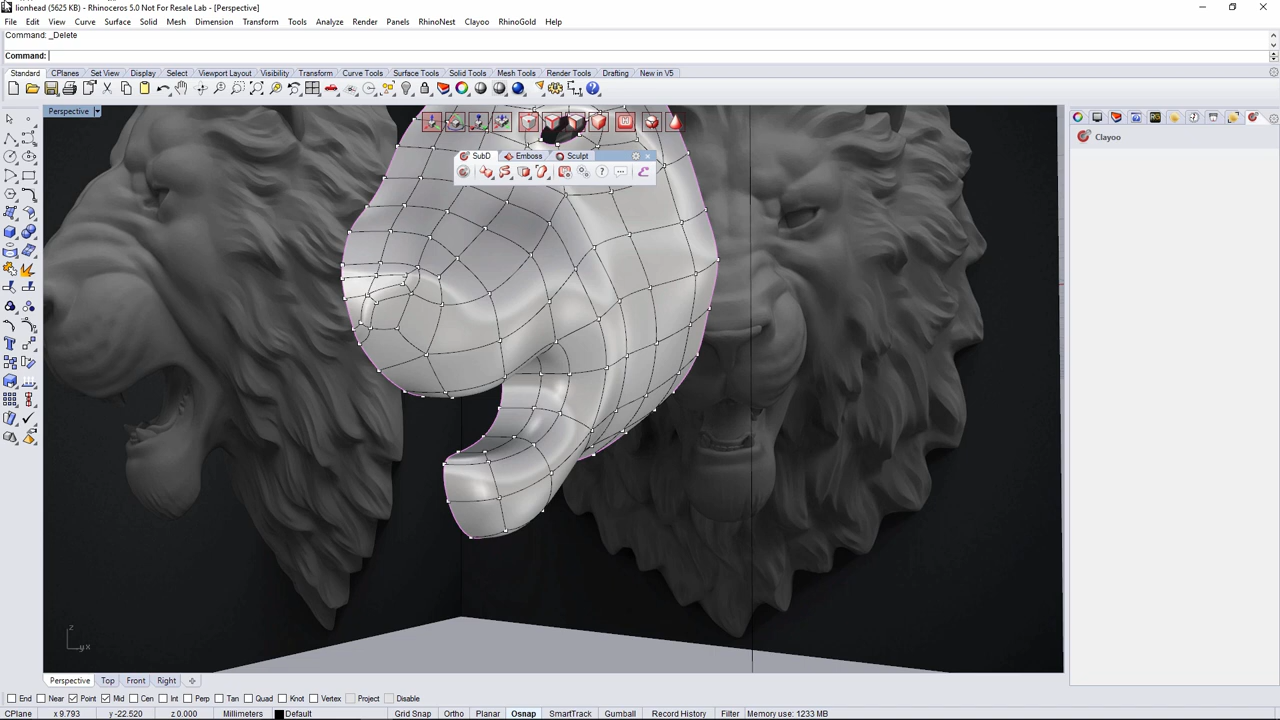 lionhead (5625 KB) - Rhinoceros 5.0 Not For Resale Lab - [Perspective]
File Edit View Curve Surface Solid Mesh Dimension Transform Tools Analyze Render Panels RhinoNest Clayoo RhinoGold Help
Command: _Delete
Command:
Standard CPlanes Set View Display Select Viewport Layout Visibility Transform Curve Tools Surface Tools Solid Tools Mesh Tools Render Tools Drafting New in V5
Perspective
Clayoo
SubD Emboss Sculpt
z
y x
Perspective Top Front Right
End Near Point Mid Cen Int Perp Tan Quad Knot Vertex Project Disable
CPlane x 9.793 y -22.520 z 0.000 Millimeters Default Grid Snap Ortho Planar Osnap SmartTrack Gumball Record History Filter Memory use: 1233 MB